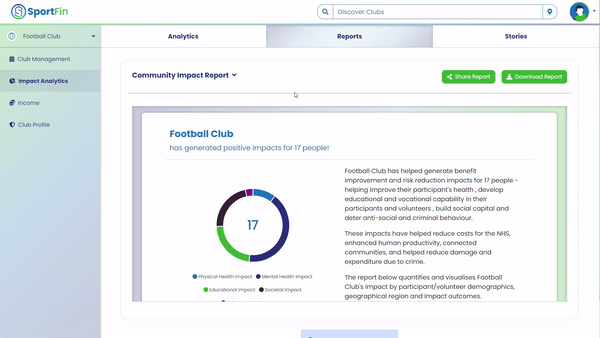 SportFin
Discover Clubs
Football Club
Analytics
Reports
Stories
Club Management
Impact Analytics
Income
Club Profile
Community Impact Report
Share Report
Download Report
Football Club
has generated positive impacts for 17 people!
17
Physical Health Impact
Mental Health Impact
Educational Impact
Societal Impact
Football Club has helped generate benefit
improvement and risk reduction impacts for 17 people -
helping improve their participant's health , develop
educational and vocational capability in their
participants and volunteers , build social capital and
deter anti-social and criminal behaviour.
These impacts have helped reduce costs for the NHS,
enhanced human productivity, connected
communities, and helped reduce damage and
expenditure due to crime.
The report below quantifies and visualises Football
Club's impact by participant/volunteer demographics,
geographical region and impact outcomes.